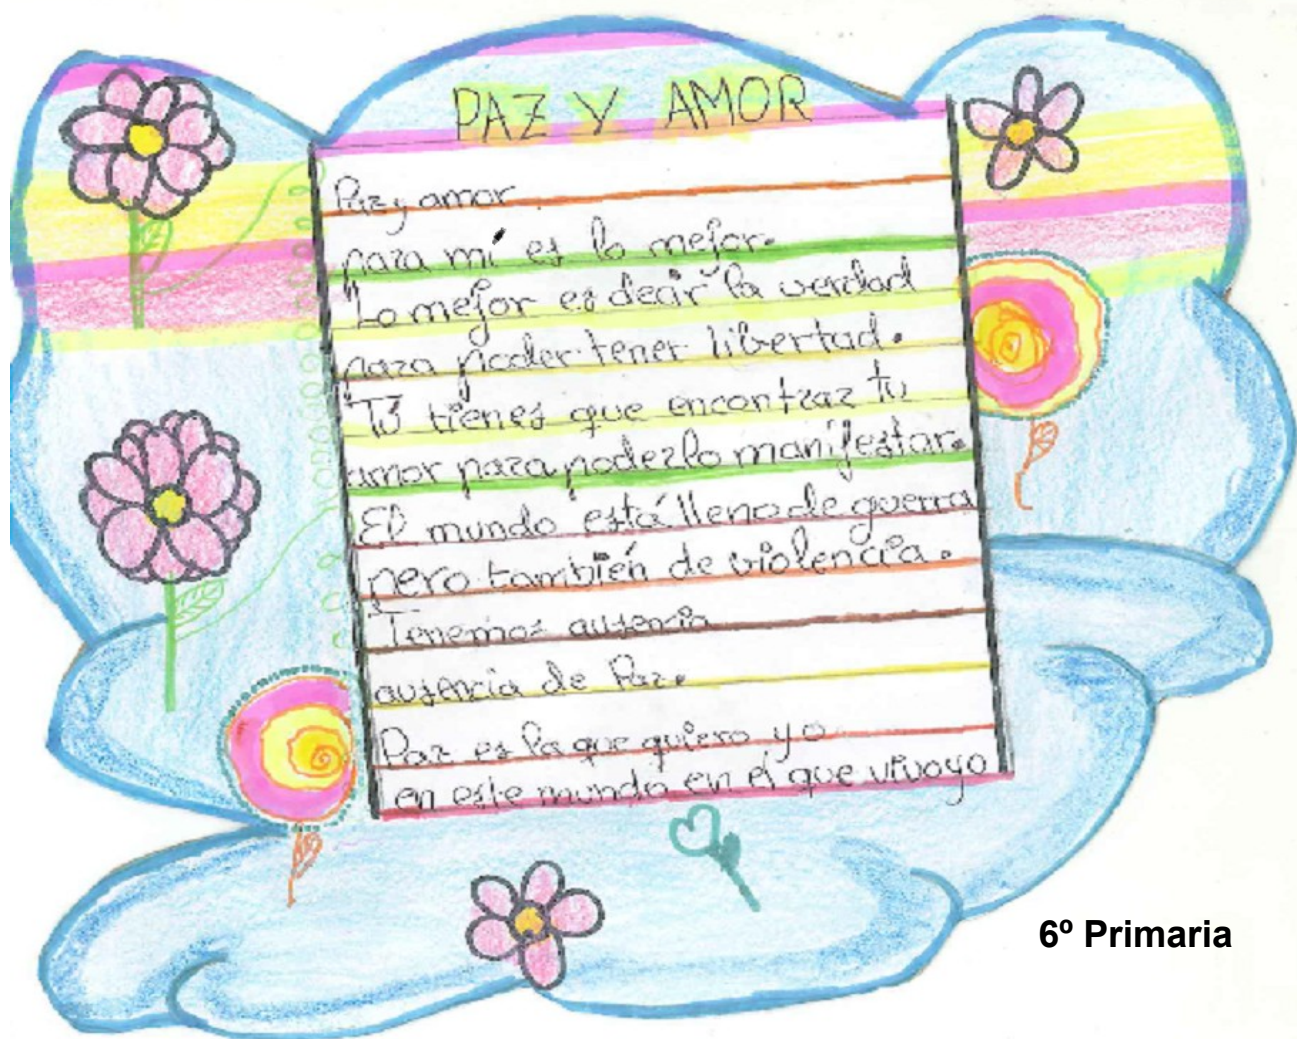 PAZ Y AMOR
Paz y amor
para mí es lo mejor.
Lo mejor es decir la verdad
para poder tener libertad.
Tú tienes que encontrar tu
amor para poderlo manifestar.
El mundo está lleno de guerra
pero también de violencia.
Tenemos ausencia
ausencia de Paz.
Paz es la que quiero yo
en este mundo en el que vivo yo
6º Primaria